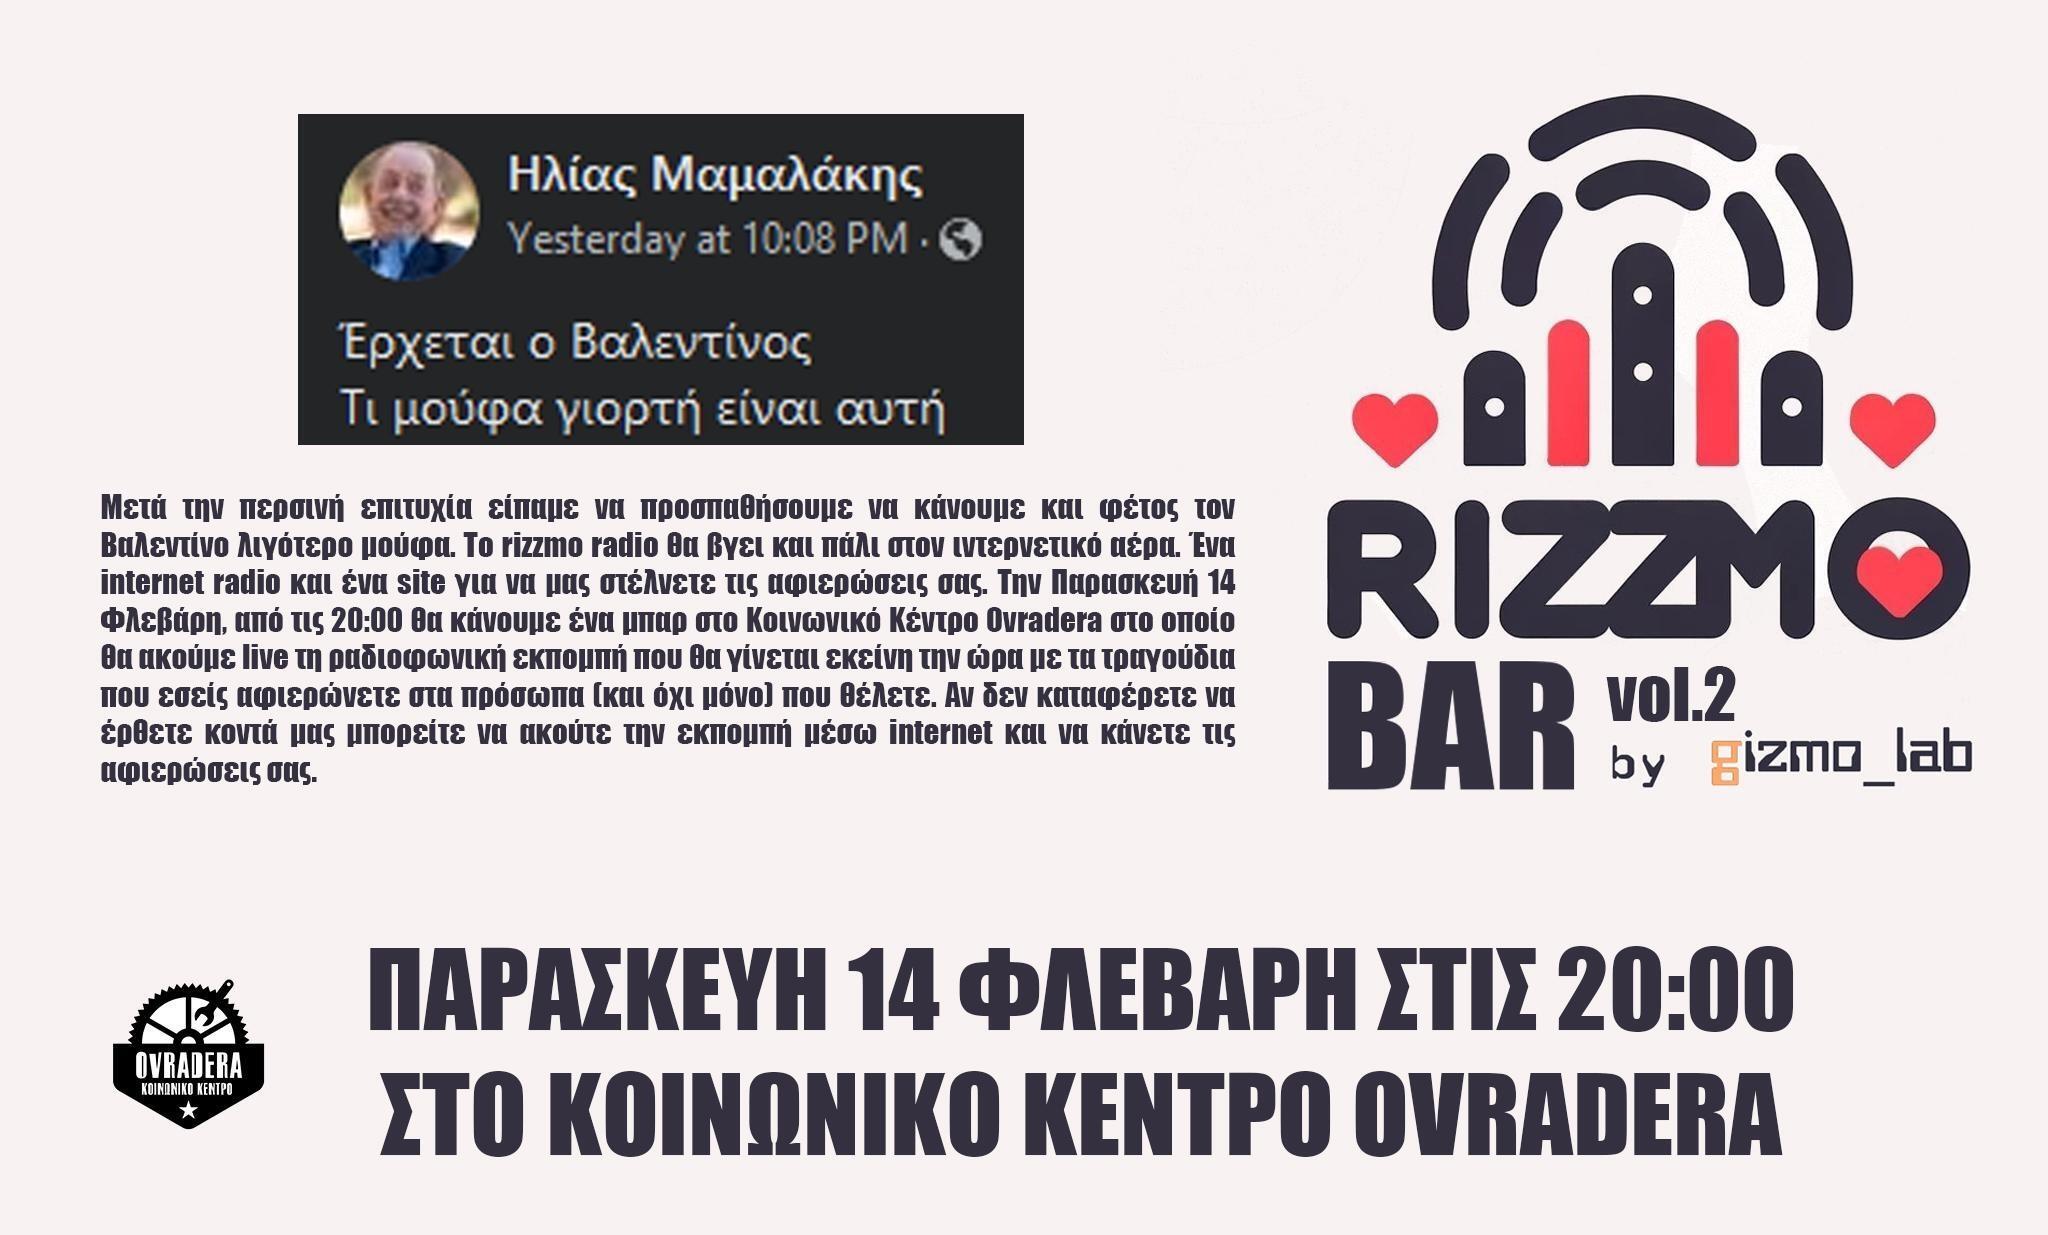 Ηλίας Μαμαλάκης
Yesterday at 10:08 PM ·
Έρχεται ο Βαλεντίνος
Τι μούφα γιορτή είναι αυτή
Μετά την περσινή επιτυχία είπαμε να προσπαθήσουμε να κάνουμε και φέτος τον
Βαλεντίνο λιγότερο μούφα. Το rizzmo radio θα βγει και πάλι στον ιντερνετικό αέρα. Ένα
internet radio και ένα site για να μας στέλνετε τις αφιερώσεις σας. Την Παρασκευή 14
Φλεβάρη, από τις 20:00 θα κάνουμε ένα μπαρ στο Κοινωνικό Κέντρο Ovradera στο οποίο
θα ακούμε live τη ραδιοφωνική εκπομπή που θα γίνεται εκείνη την ώρα με τα τραγούδια
που εσείς αφιερώνετε στα πρόσωπα (και όχι μόνο) που θέλετε. Αν δεν καταφέρετε να
έρθετε κοντά μας μπορείτε να ακούτε την εκπομπή μέσω internet και να κάνετε τις
αφιερώσεις σας.
RIZZMO
BAR vol.2
by gizmo_lab
ΠΑΡΑΣΚΕΥΗ 14 ΦΛΕΒΑΡΗ ΣΤΙΣ 20:00
ΣΤΟ ΚΟΙΝΩΝΙΚΟ ΚΕΝΤΡΟ OVRADERA
OVRADERA
ΚΟΙΝΩΝΙΚΟ ΚΕΝΤΡΟ